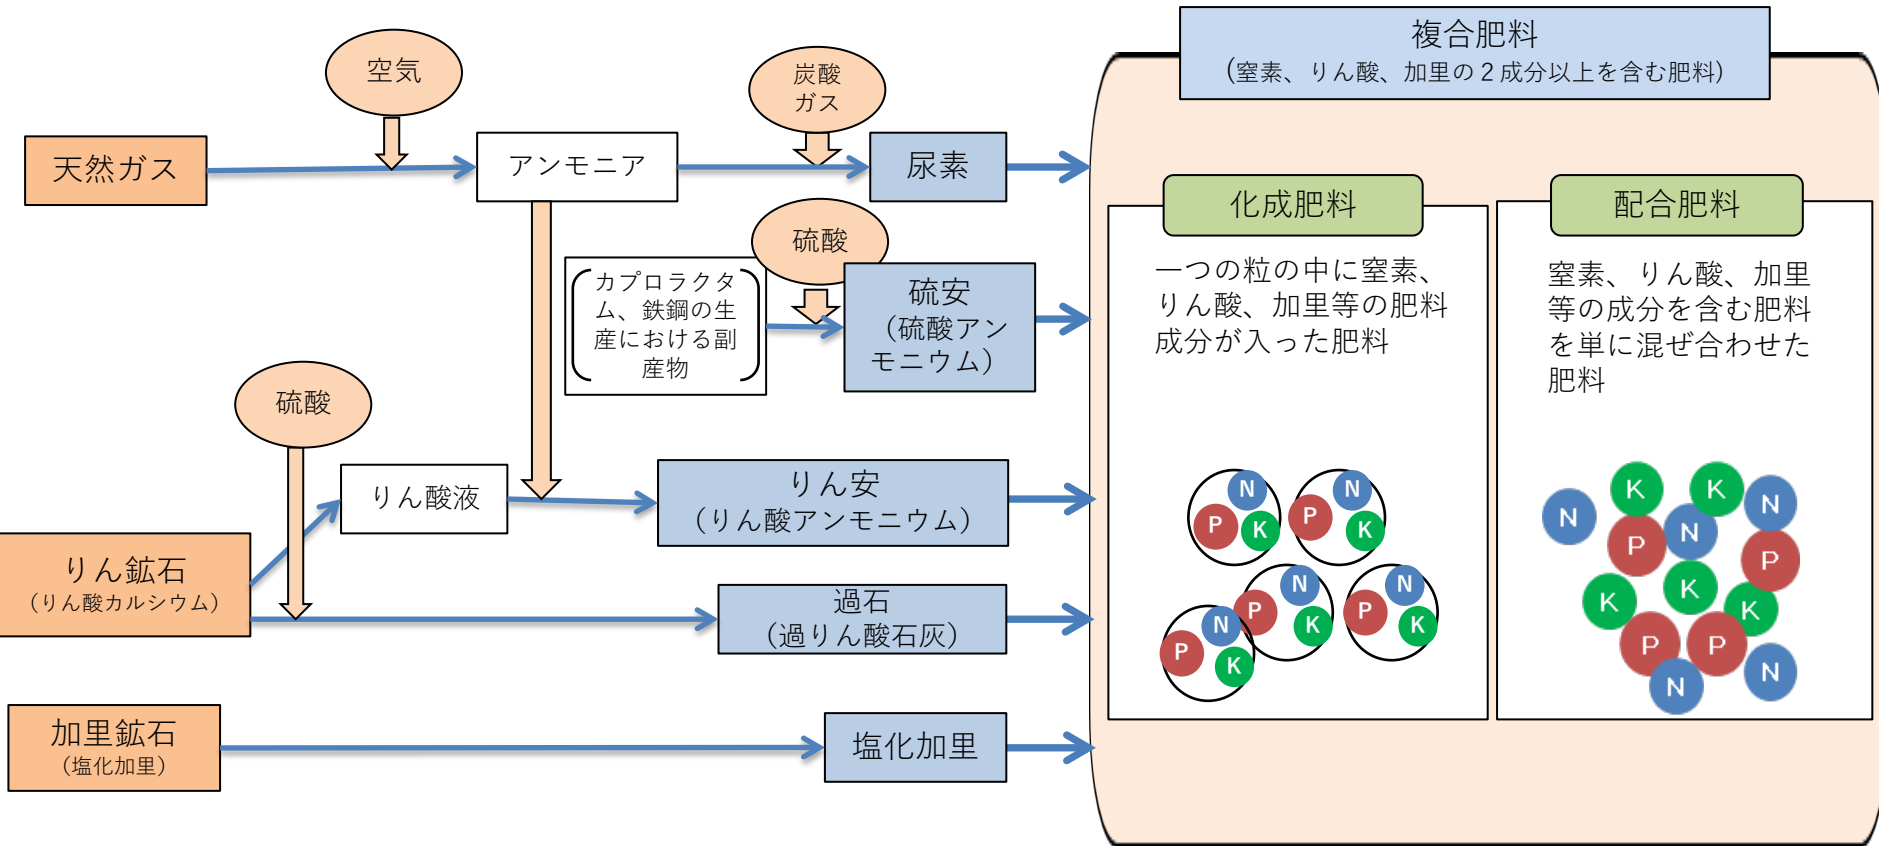 複合肥料
(窒素、りん酸、加里の２成分以上を含む肥料)
空気
炭酸
ガス
天然ガス
アンモニア
尿素
硫酸
カプロラクタ
ム、鉄鋼の生
産における副
産物
硫安
（硫酸アン
モニウム）
硫酸
りん酸液
りん安
（りん酸アンモニウム）
りん鉱石
（りん酸カルシウム）
過石
（過りん酸石灰）
加里鉱石
（塩化加里）
塩化加里
化成肥料
一つの粒の中に窒素、
りん酸、加里等の肥料
成分が入った肥料
N
P
K
N
P
K
N
P
K
N
P
K
N
P
K
配合肥料
窒素、りん酸、加里
等の成分を含む肥料
を単に混ぜ合わせた
肥料
K
K
N
N
N
P
P
K
K
K
P
P
N
N